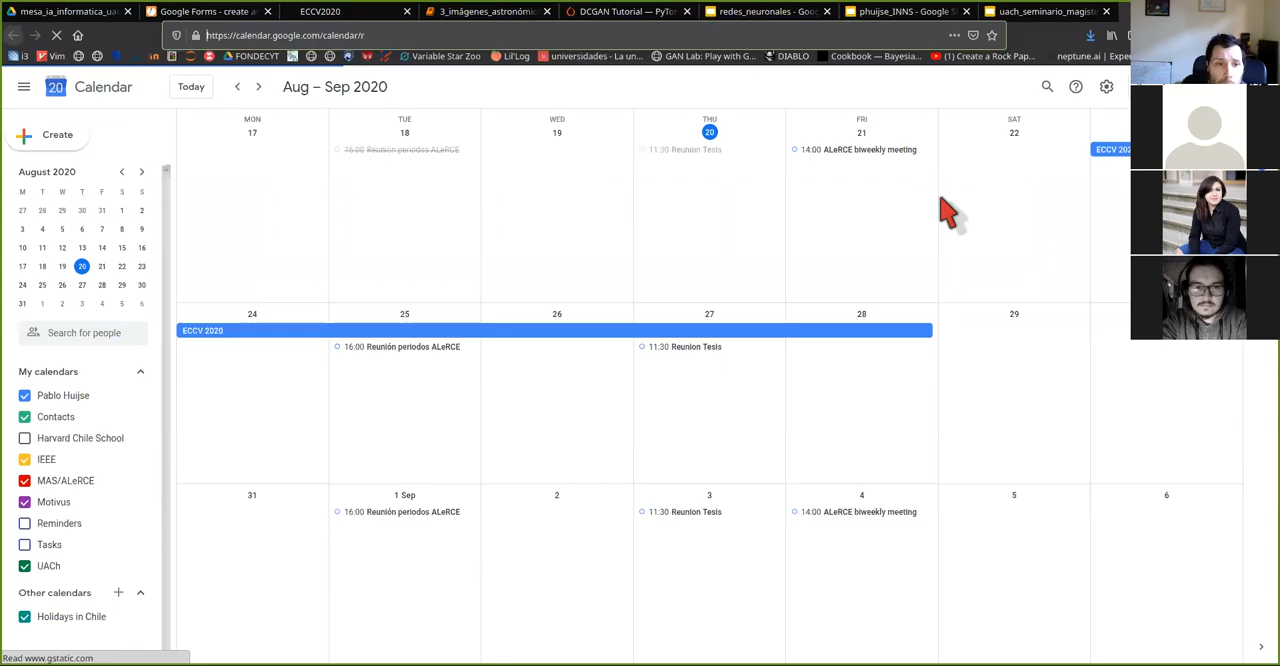 mesa_ia_informatica_ua
Google Forms - create a
ECCV2020
3_imágenes_astronómic
DCGAN Tutorial — PyTo
redes_neuronales - Goo
phuijse_INNS - Google S
uach_seminario_magiste
https://calendar.google.com/calendar/r
i3
Vim
in
FONDECYT
Variable Star Zoo
Lil'Log
universidades - La un...
GAN Lab: Play with G...
DIABLO
Cookbook — Bayesia...
(1) Create a Rock Pap...
neptune.ai | Exper
20
Calendar
Today
Aug – Sep 2020
Create
August 2020
M T W T F S S
27 28 29 30 31 1 2
3 4 5 6 7 8 9
10 11 12 13 14 15 16
17 18 19 20 21 22 23
24 25 26 27 28 29 30
31 1 2 3 4 5 6
Search for people
My calendars
Pablo Huijse
Contacts
Harvard Chile School
IEEE
MAS/ALeRCE
Motivus
Reminders
Tasks
UACh
Other calendars
Holidays in Chile
MON TUE WED THU FRI SAT
17 18 19 20 21 22
16:00 Reunión periodos ALeRCE
11:30 Reunion Tesis
14:00 ALeRCE biweekly meeting
ECCV 202
24 25 26 27 28 29
ECCV 2020
16:00 Reunión periodos ALeRCE
11:30 Reunion Tesis
31 1 Sep 2 3 4 5 6
16:00 Reunión periodos ALeRCE
11:30 Reunion Tesis
14:00 ALeRCE biweekly meeting
Read www.gstatic.com